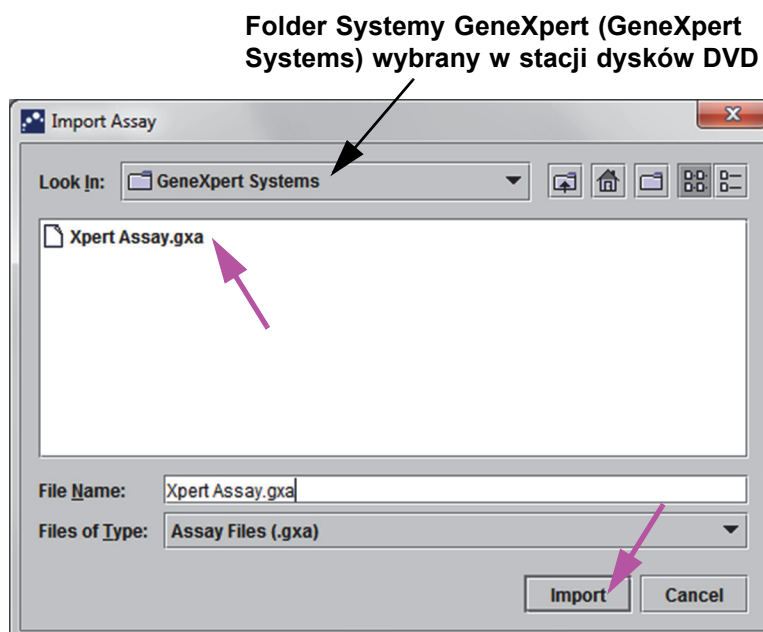 Folder Systemy GeneXpert (GeneXpert
Systems) wybrany w stacji dysków DVD
Import Assay
Look In: GeneXpert Systems
Xpert Assay.gxa
File Name: Xpert Assay.gxa
Files of Type: Assay Files (.gxa)
Import Cancel